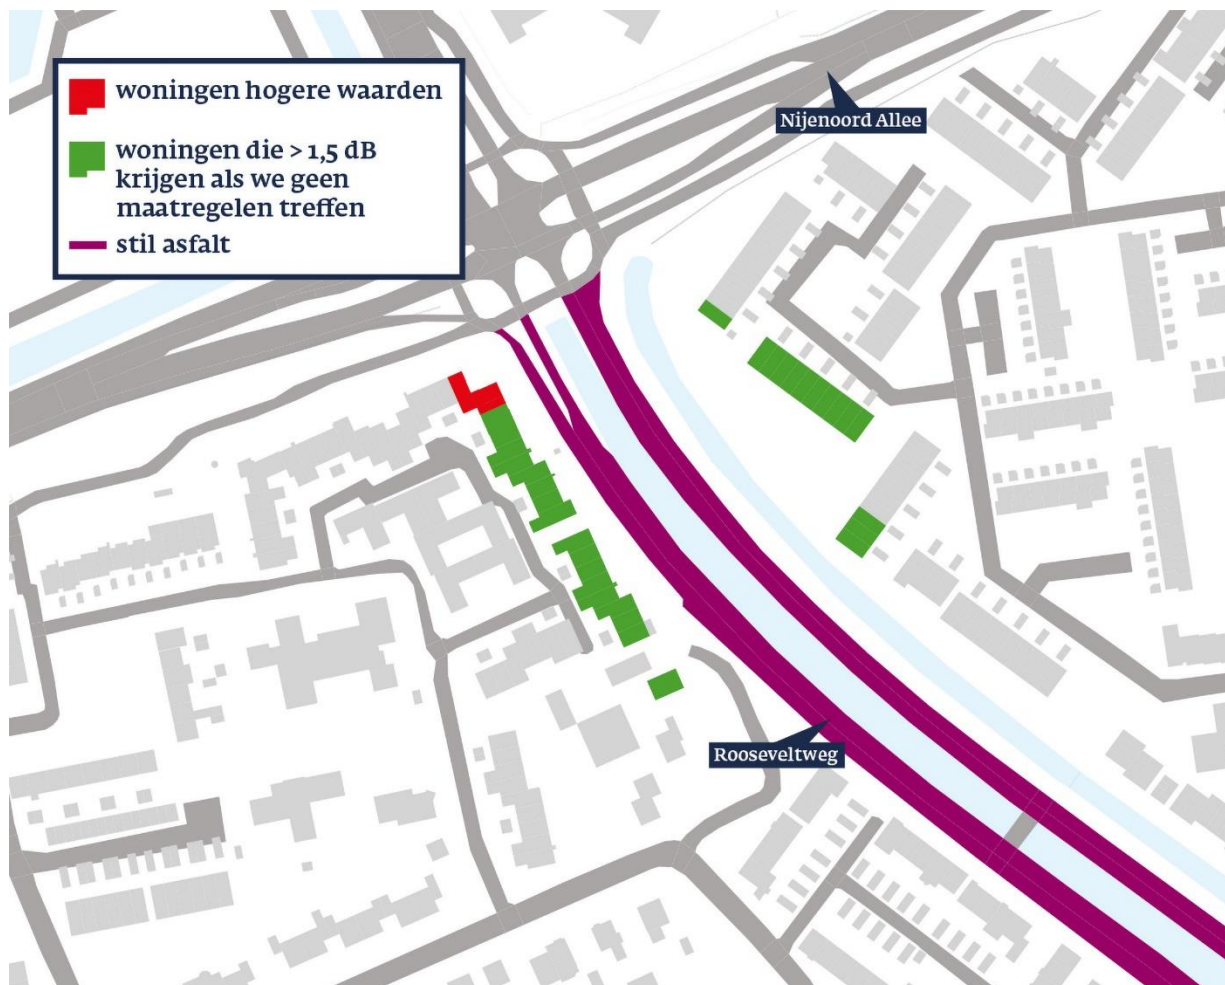 woningen hogere waarden
woningen die > 1,5 dB
krijgen als we geen
maatregelen treffen
stil asfalt
Nijenoord Allee
Rooseveltweg